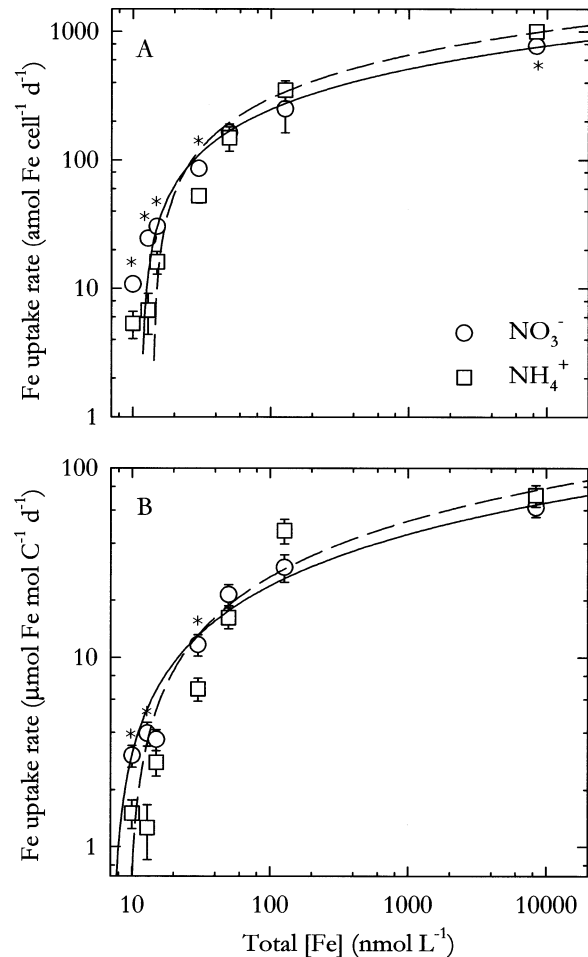 1000
A
100
10
1
Fe uptake rate (amol Fe cell⁻¹ d⁻¹)
*
*
*
*
*
NO₃⁻
NH₄⁺
100
B
10
1
Fe uptake rate (µmol Fe mol C⁻¹ d⁻¹)
*
*
*
10 100 1000 10000
Total [Fe] (nmol L⁻¹)